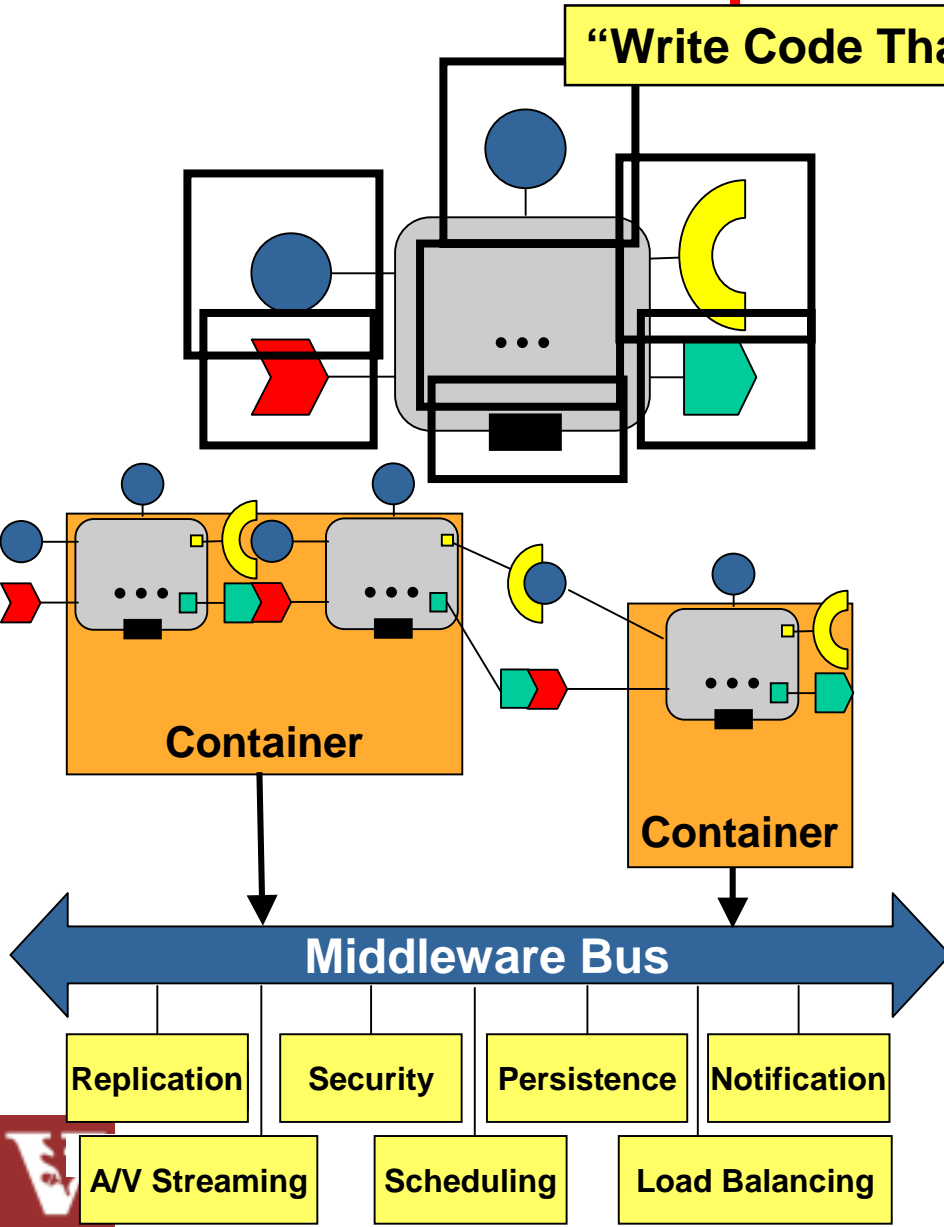 “Write Code Tha
Container
Container
Middleware Bus
Replication
Security
Persistence
Notification
A/V Streaming
Scheduling
Load Balancing